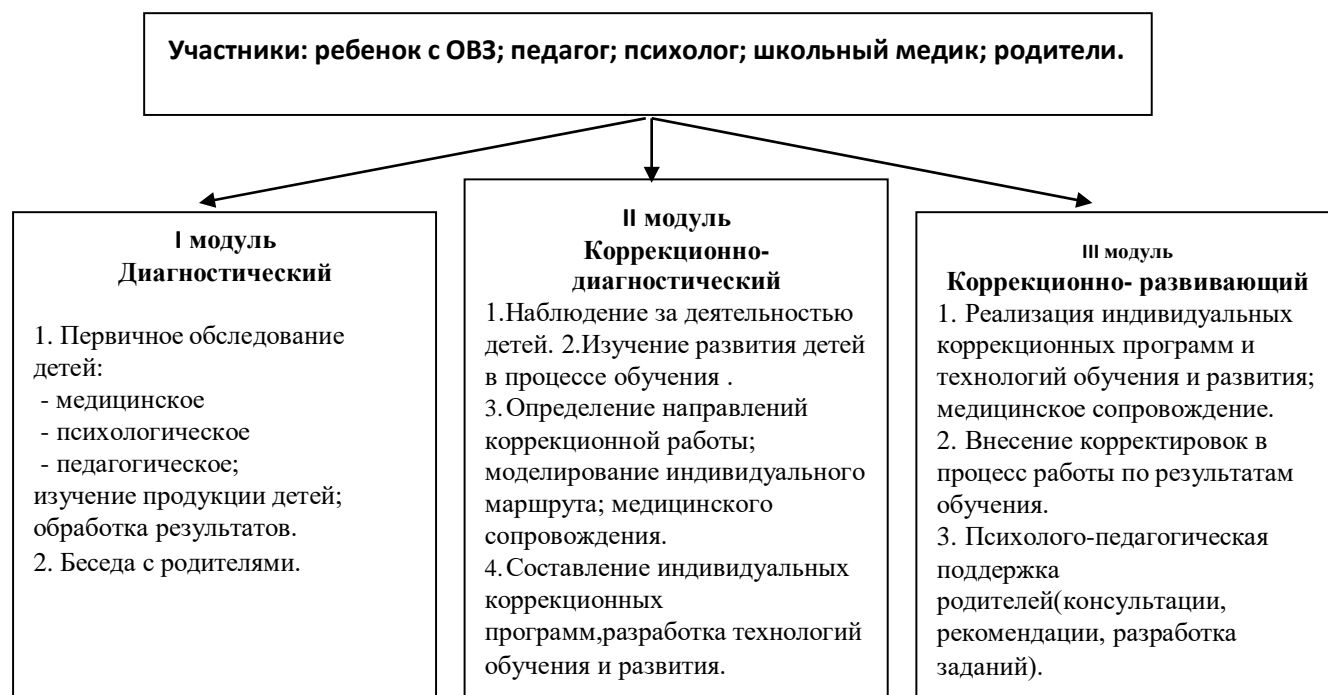 Участники: ребенок с ОВЗ; педагог; психолог; школьный медик; родители.
I модуль
Диагностический
1. Первичное обследование
детей:
- медицинское
- психологическое
- педагогическое;
изучение продукции детей;
обработка результатов.
2. Беседа с родителями.
II модуль
Коррекционно-
диагностический
1.Наблюдение за деятельностью
детей. 2.Изучение развития детей
в процессе обучения .
3.Определение направлений
коррекционной работы;
моделирование индивидуального
маршрута; медицинского
сопровождения.
4.Составление индивидуальных
коррекционных
программ,разработка технологий
обучения и развития.
III модуль
Коррекционно- развивающий
1. Реализация индивидуальных
коррекционных программ и
технологий обучения и развития;
медицинское сопровождение.
2. Внесение корректировок в
процесс работы по результатам
обучения.
3. Психолого-педагогическая
поддержка
родителей(консультации,
рекомендации, разработка
заданий).